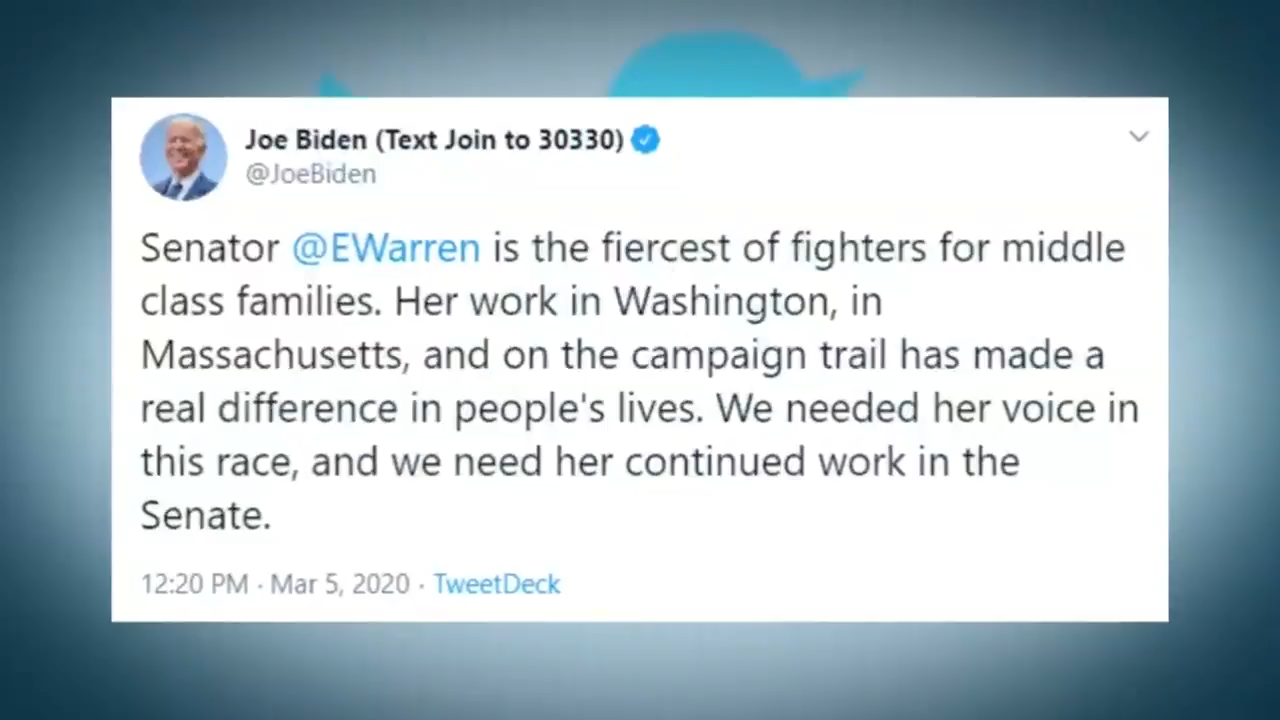 Joe Biden (Text Join to 30330)
@JoeBiden
Senator @EWarren is the fiercest of fighters for middle
class families. Her work in Washington, in
Massachusetts, and on the campaign trail has made a
real difference in people's lives. We needed her voice in
this race, and we need her continued work in the
Senate.
12:20 PM · Mar 5, 2020 · TweetDeck